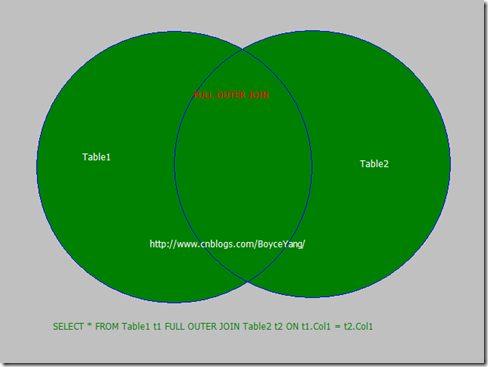 FULL OUTER JOIN
Table1
Table2
http://www.cnblogs.com/BoyceYang/
SELECT * FROM Table1 t1 FULL OUTER JOIN Table2 t2 ON t1.Col1 = t2.Col1